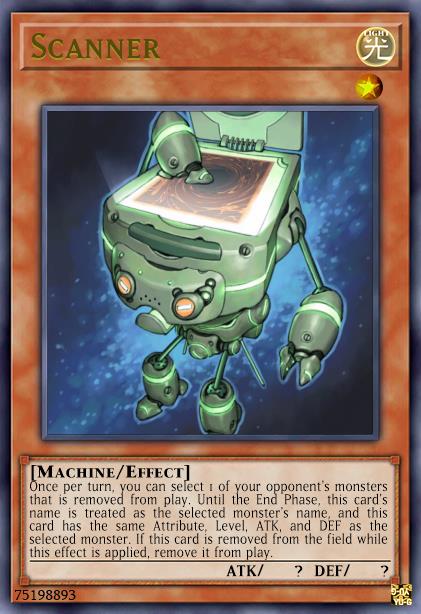 SCANNER
LIGHT
光
[MACHINE/EFFECT]
Once per turn, you can select 1 of your opponent's monsters
that is removed from play. Until the End Phase, this card's
name is treated as the selected monster's name, and this
card has the same Attribute, Level, ATK, and DEF as the
selected monster. If this card is removed from the field while
this effect is applied, remove it from play.
ATK/ ? DEF/ ?
75198893